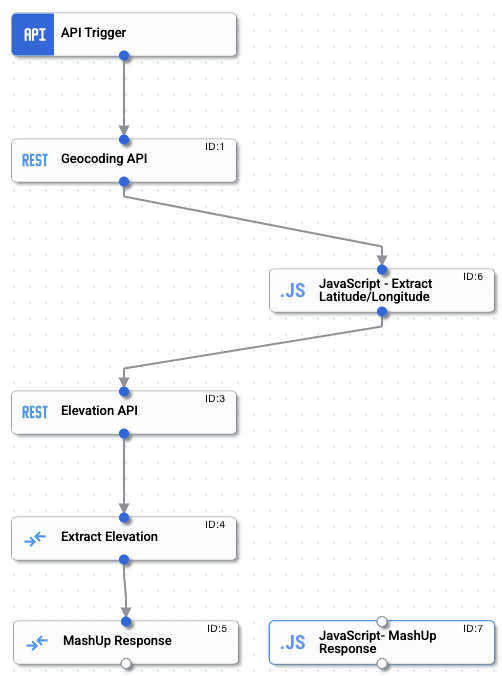 API
API Trigger
ID:1
REST
Geocoding API
ID:6
.JS
JavaScript - Extract
Latitude/Longitude
ID:3
REST
Elevation API
ID:4
Extract Elevation
ID:5
MashUp Response
ID:7
.JS
JavaScript- MashUp
Response